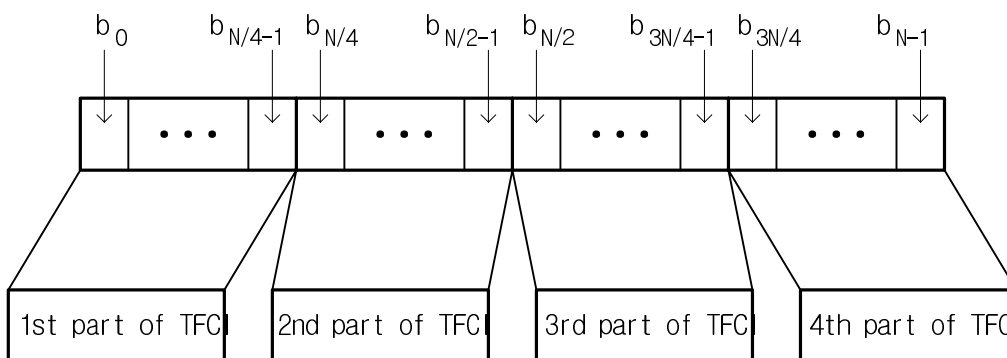 b0 bN/4-1 bN/4 bN/2-1 bN/2 b3N/4-1 b3N/4 bN-1
••• ••• ••• •••
1st part of TFCI 2nd part of TFCI 3rd part of TFCI 4th part of TFC